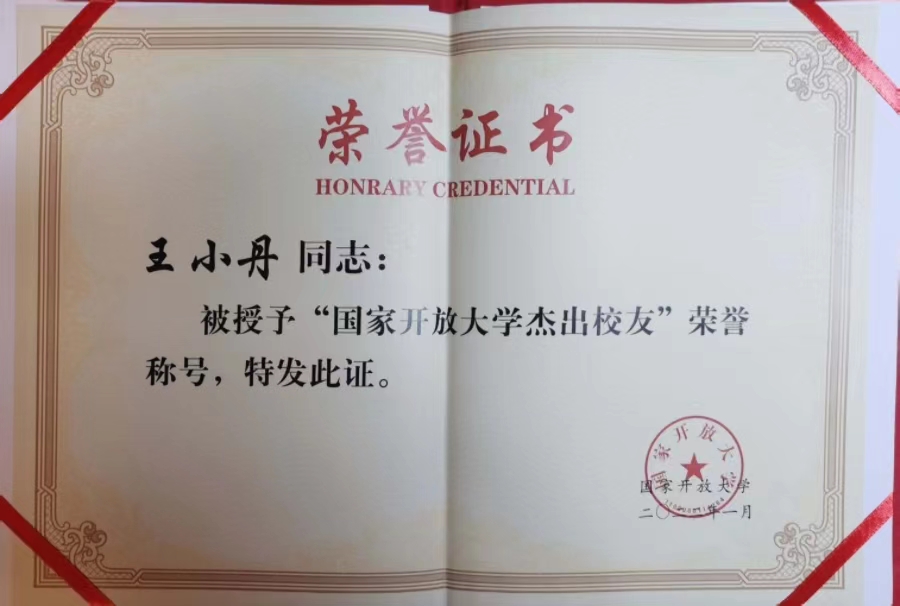 荣誉证书
HONRARY CREDENTIAL
王小丹 同志：
被授予“国家开放大学杰出校友”荣誉
称号，特发此证。
国家开放大学
国家开放大学
一月